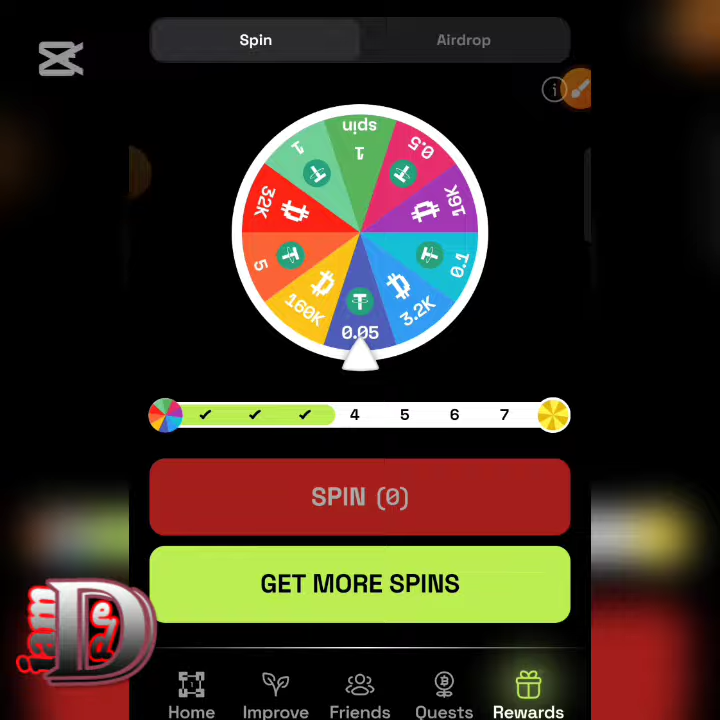 Spin
Airdrop
1 spin
0.5
16K
0.1
3.2K
0.05
160K
5
32K
1
✓ ✓ ✓ 4 5 6 7
SPIN (0)
GET MORE SPINS
Home Improve Friends Quests Rewards